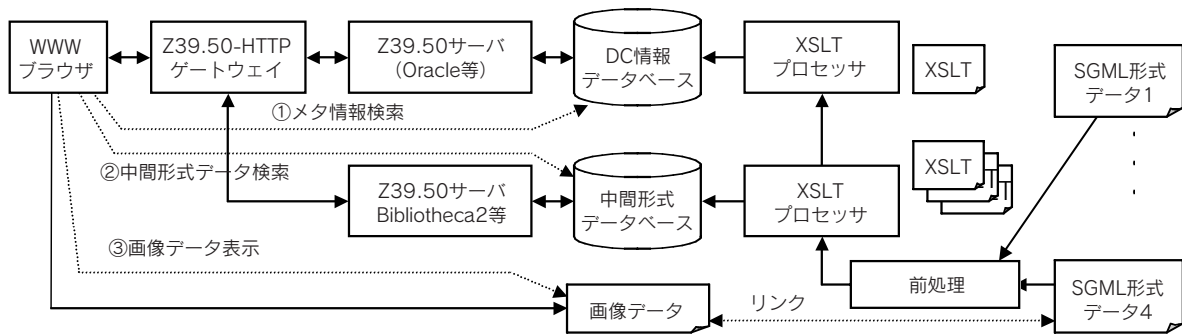 WWW
ブラウザ
Z39.50-HTTP
ゲートウェイ
Z39.50サーバ
（Oracle等）
DC情報
データベース
XSLT
プロセッサ
XSLT
SGML形式
データ1
①メタ情報検索
②中間形式データ検索
Z39.50サーバ
Bibliotheca2等
中間形式
データベース
XSLT
プロセッサ
XSLT
③画像データ表示
前処理
画像データ
リンク
SGML形式
データ4